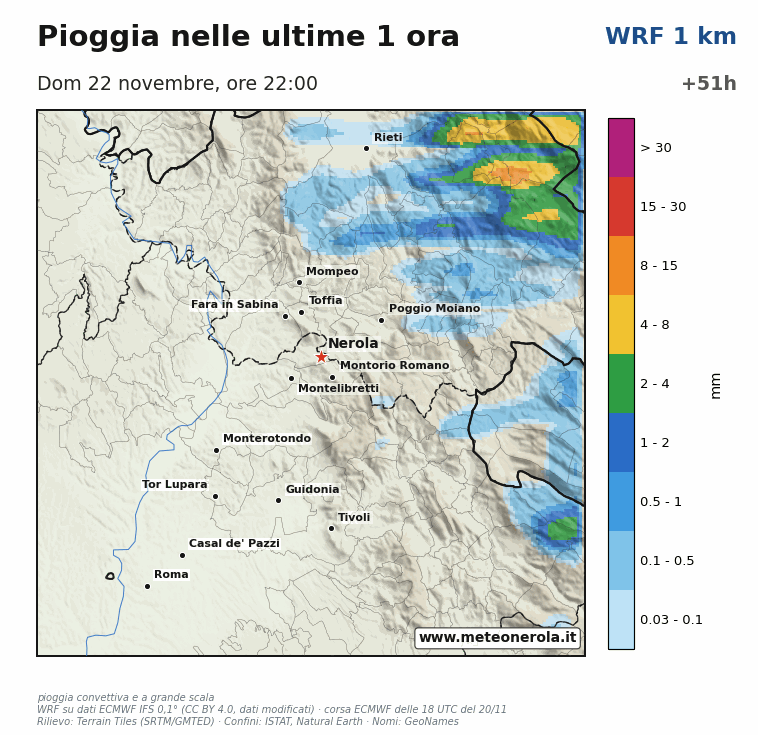 Pioggia nelle ultime 1 ora
WRF 1 km
Dom 22 novembre, ore 22:00
+51h
Rieti
Mompeo
Fara in Sabina
Toffia
Poggio Moiano
Nerola
Montorio Romano
Montelibretti
Monterotondo
Tor Lupara
Guidonia
Tivoli
Casal de' Pazzi
Roma
www.meteonerola.it
> 30
15 - 30
8 - 15
4 - 8
2 - 4
1 - 2
0.5 - 1
0.1 - 0.5
0.03 - 0.1
mm
pioggia convettiva e a grande scala
WRF su dati ECMWF IFS 0,1° (CC BY 4.0, dati modificati) · corsa ECMWF delle 18 UTC del 20/11
Rilievo: Terrain Tiles (SRTM/GMTED) · Confini: ISTAT, Natural Earth · Nomi: GeoNames